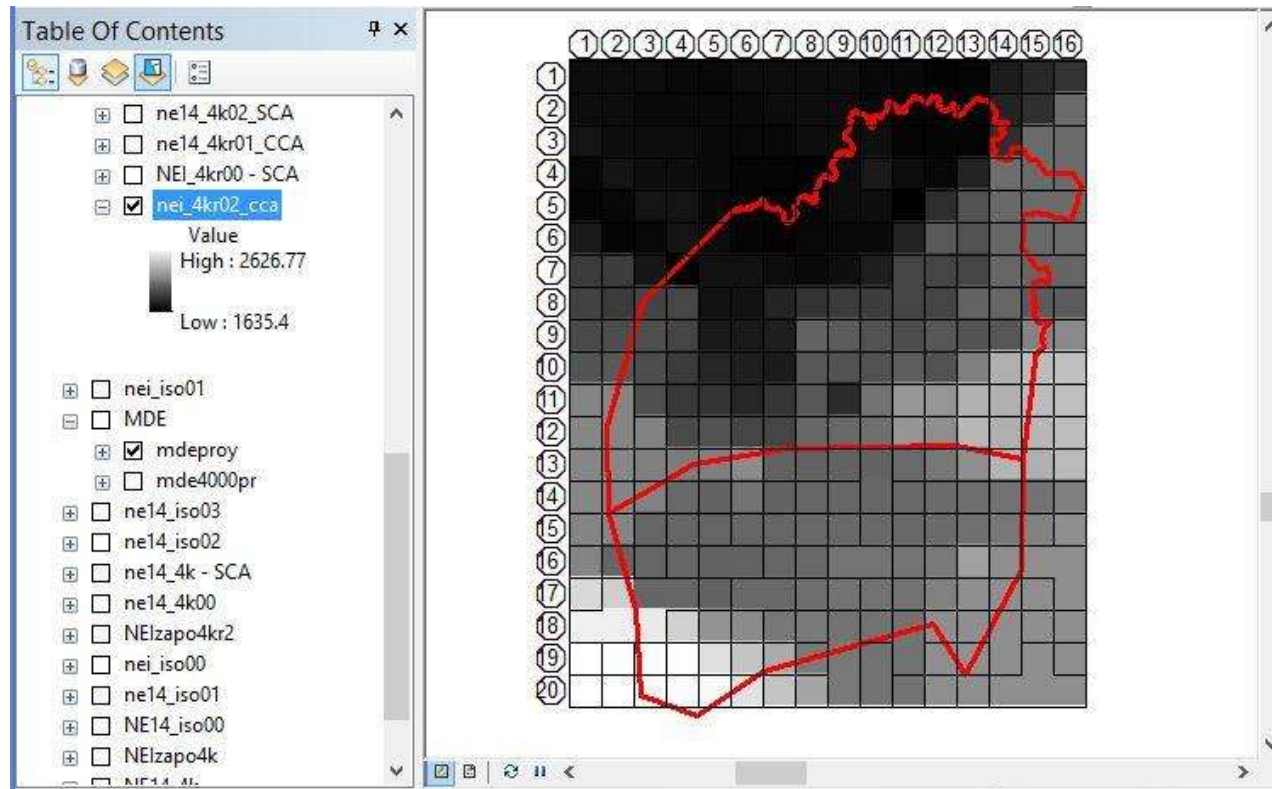 Table Of Contents
ne14_4k02_SCA
ne14_4kr01_CCA
NEI_4kr00 - SCA
nei_4kr02_cca
Value
High : 2626.77
Low : 1635.4
nei_iso01
MDE
mdeproy
mde4000pr
ne14_iso03
ne14_iso02
ne14_4k - SCA
ne14_4k00
NEIzapo4kr2
nei_iso00
ne14_iso01
NE14_iso00
NEIzapo4k
1 2 3 4 5 6 7 8 9 10 11 12 13 14 15 16
1
2
3
4
5
6
7
8
9
10
11
12
13
14
15
16
17
18
19
20